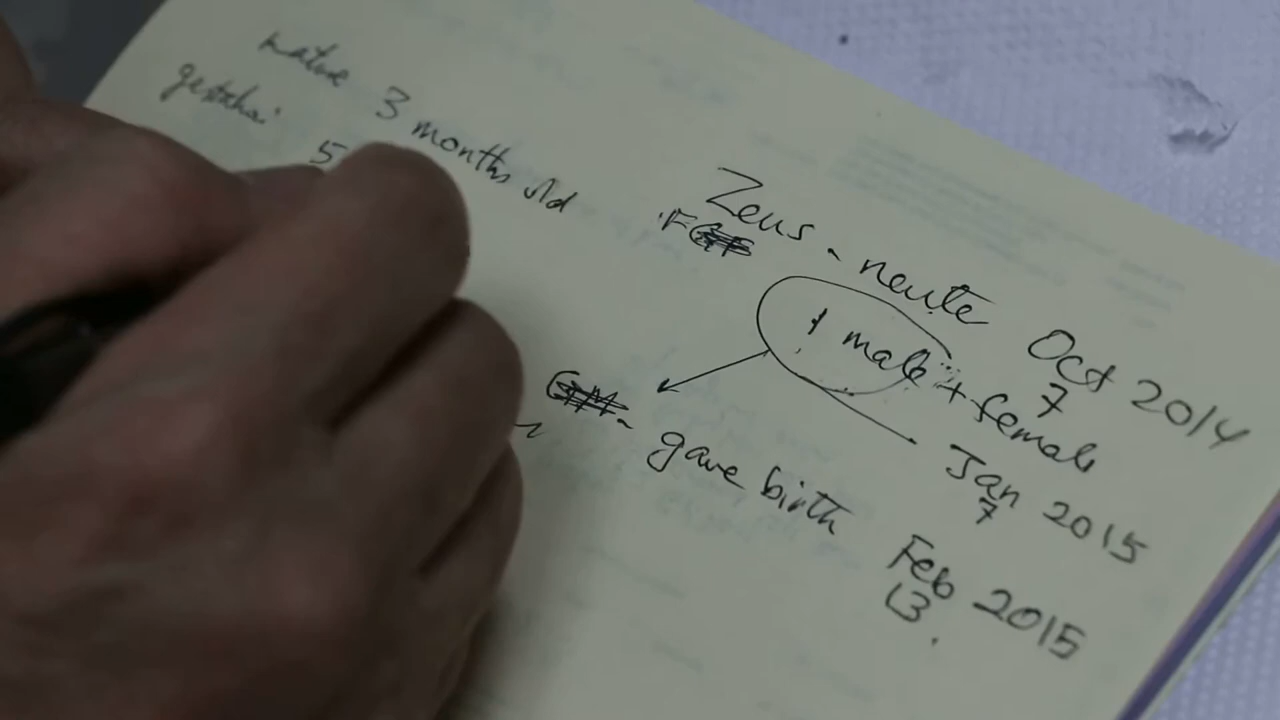 mature 3 months old
5
Zeus - neute Oct 2014
F 7
1 male + female
Jan 2015
7
gave birth Feb 2015
13.